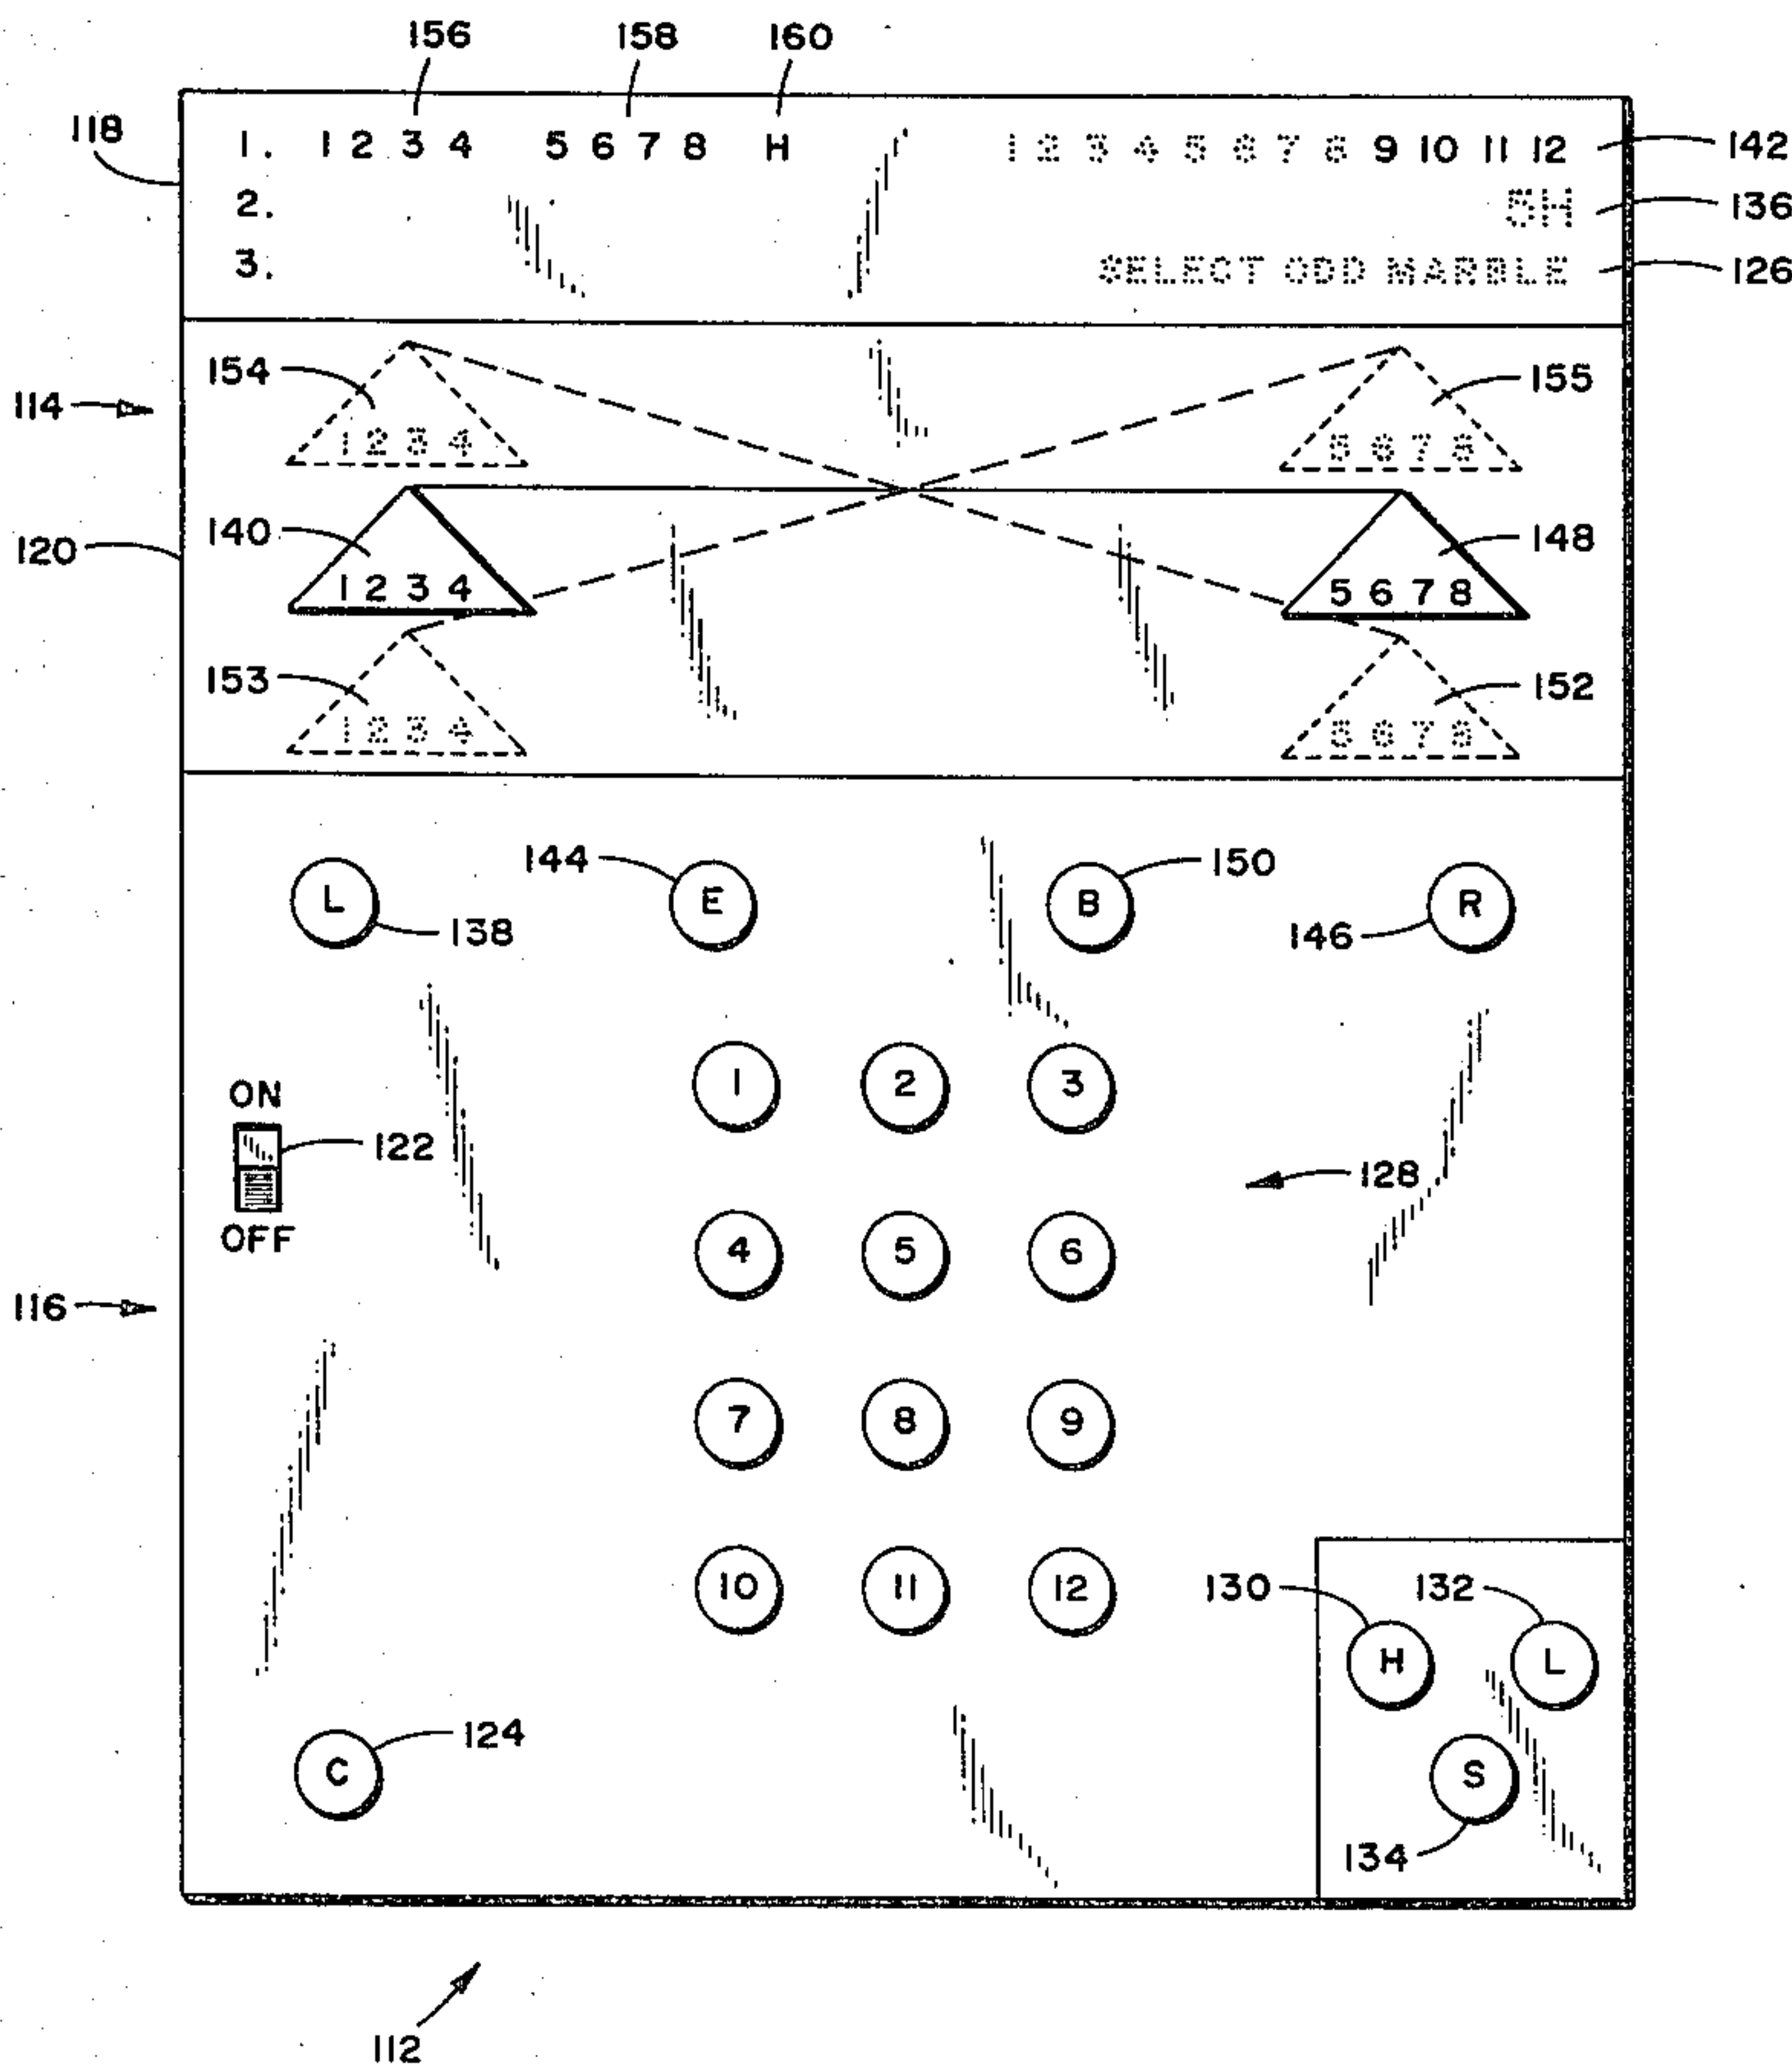 156 158 160
118 1. 1 2 3 4 5 6 7 8 H 1 2 3 4 5 6 7 8 9 10 11 12 142
2. 5H 136
3. SELECT ODD MARBLE 126
154 155
114
1 2 3 4 5 6 7 8
140 148
120
1 2 3 4 5 6 7 8
153 152
1 2 3 4 5 6 7 8
144 E B 150
L 138 146 R
1 2 3
ON
122
128
OFF
4 5 6
116
7 8 9
10 11 12 130 132
H L
124
C S
134
112